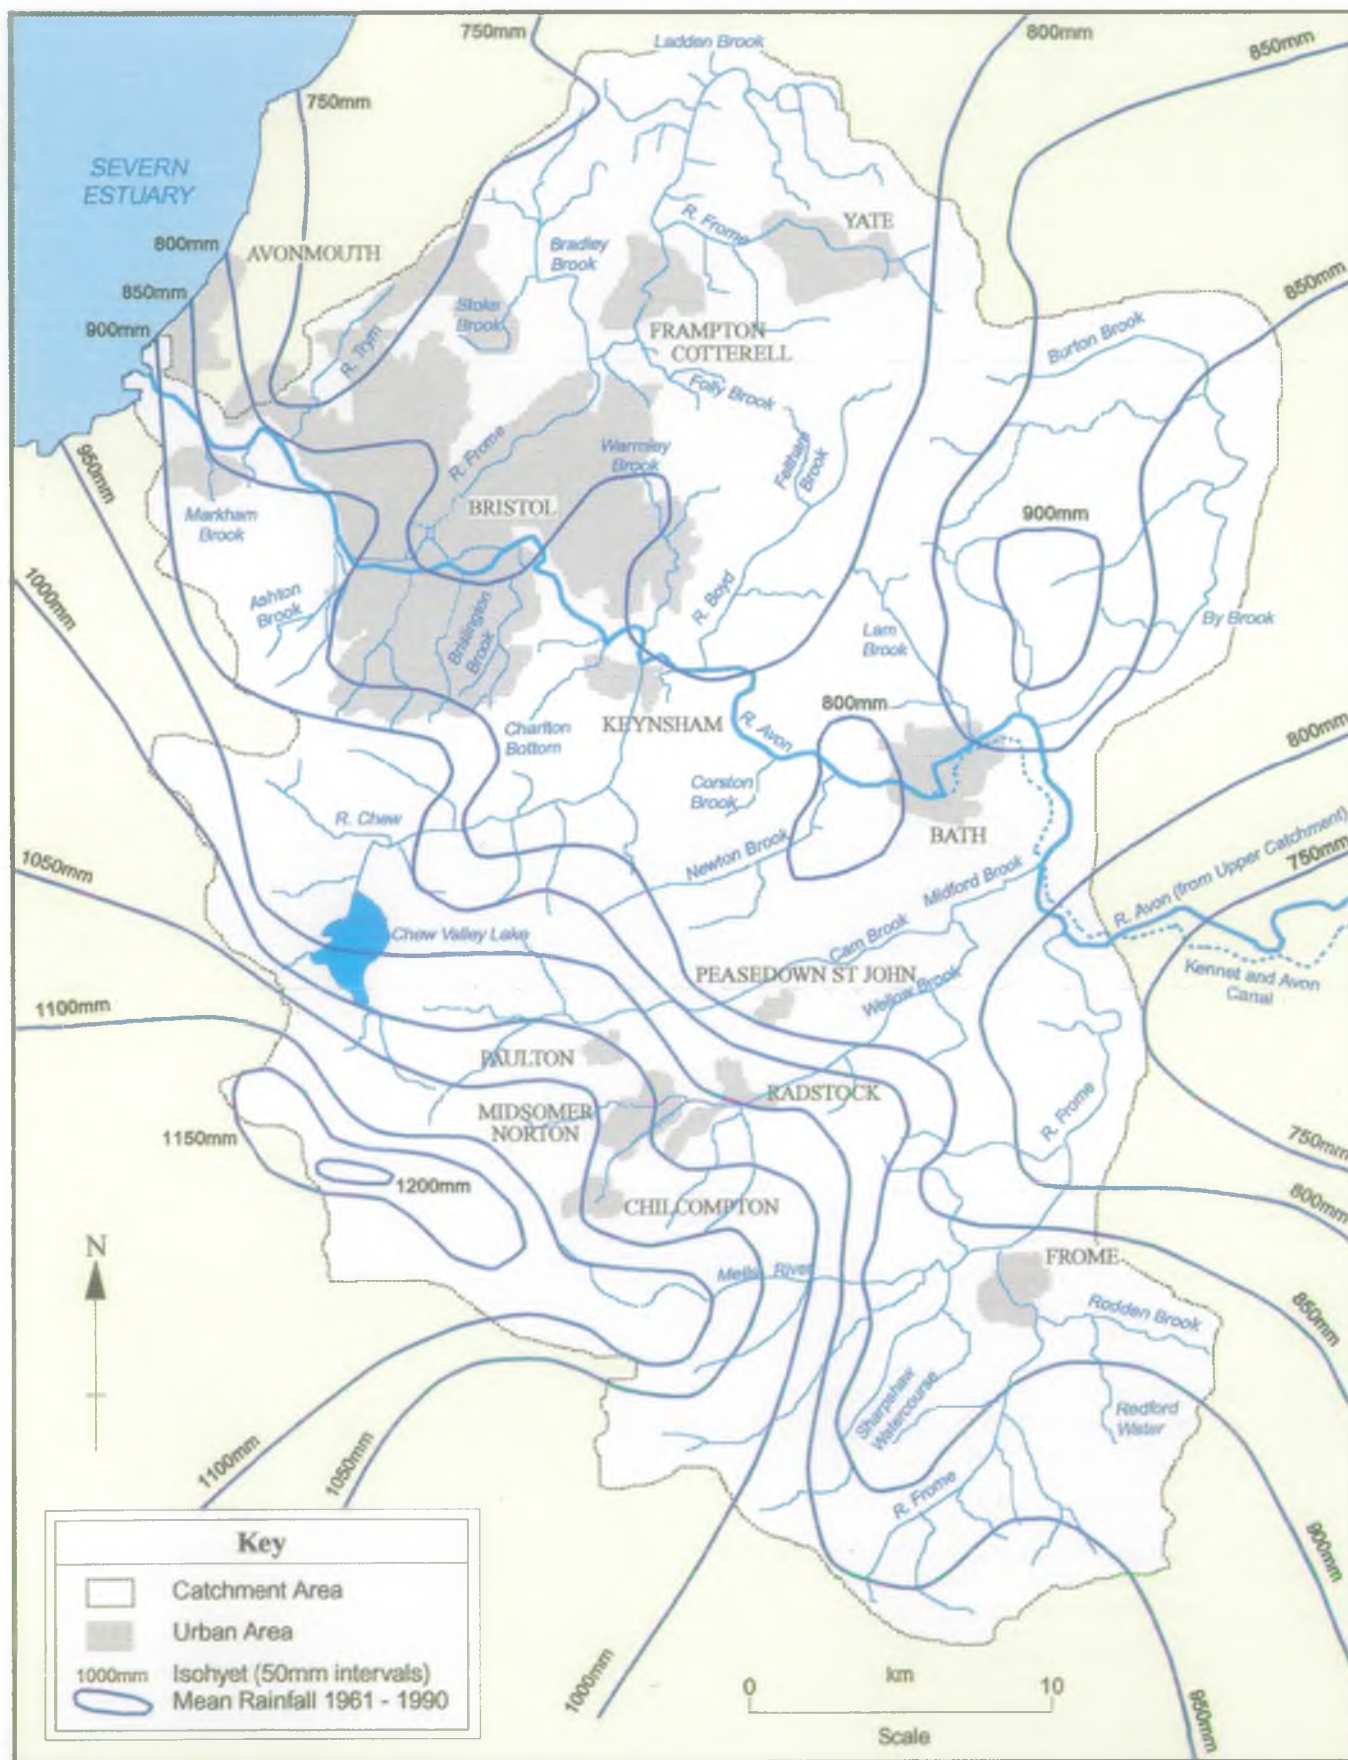 750mm
Ladden Brook
800mm
850mm
750mm
SEVERN
ESTUARY
R. Frome
YATE
800mm
AVONMOUTH
Bradley
Brook
850mm
850mm
Stoke
Brook
900mm
R. Trym
FRAMPTON
COTTERELL
Burton Brook
Folly Brook
950mm
R. Frome
Warmley
Brook
Feltham
Brook
BRISTOL
Markham
Brook
900mm
1000mm
Ashton
Brook
Brislington
Brook
R. Boyd
Lam
Brook
By Brook
KEYNSHAM
800mm
Charlton
Bottom
R. Avon
800mm
Corston
Brook
R. Chew
BATH
Newton Brook
Midford Brook
R. Avon (from Upper Catchment)
750mm
1050mm
Chew Valley Lake
Cam Brook
PEASEDOWN ST JOHN
Wellow Brook
Kennet and Avon
Canal
1100mm
PAULTON
RADSTOCK
MIDSOMER
NORTON
R. Frome
1150mm
750mm
1200mm
CHILCOMPTON
800mm
N
FROME
Mells River
Rodden Brook
850mm
Sharpshaw
Watercourse
Redford
Water
1100mm
1050mm
R. Frome
900mm
Key
Catchment Area
Urban Area
1000mm Isohyet (50mm intervals)
Mean Rainfall 1961 - 1990
1000mm
km
0 10
Scale
950mm